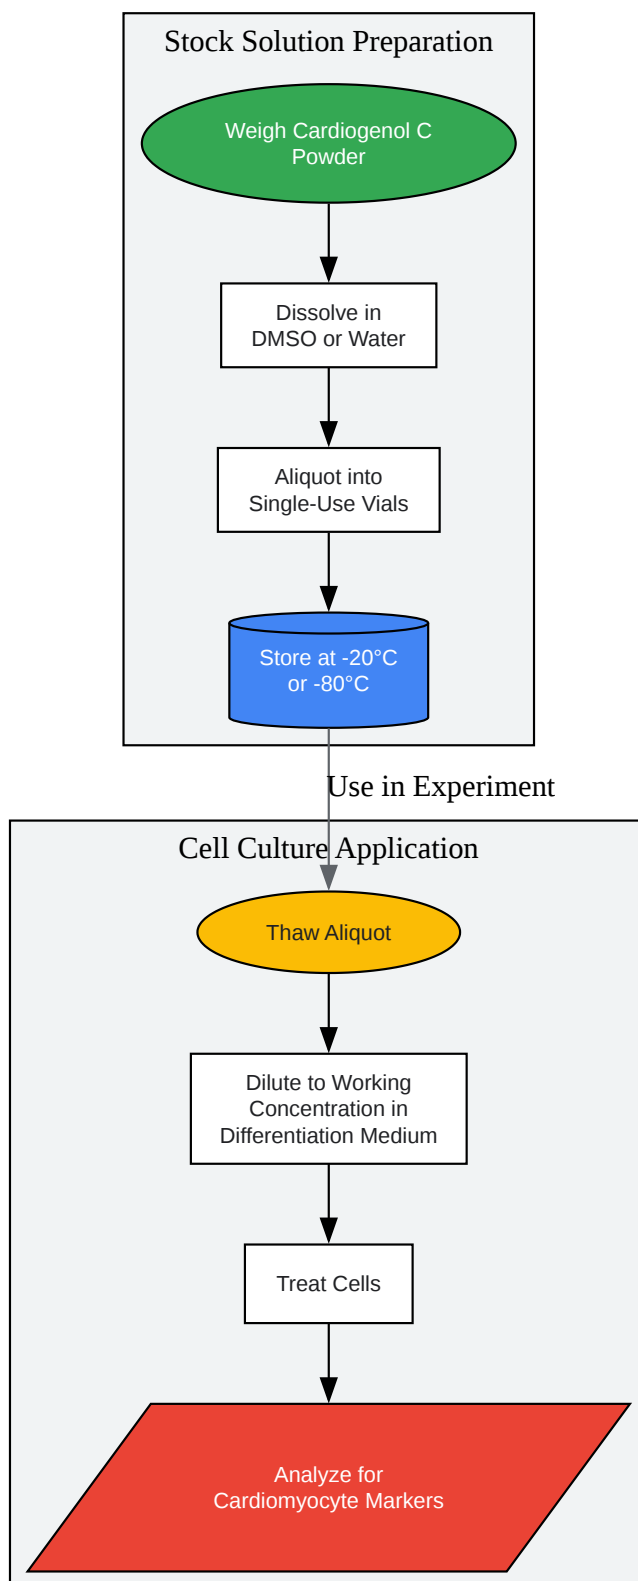 Stock Solution Preparation
Weigh Cardiogenol C
Powder
Dissolve in
DMSO or Water
Aliquot into
Single-Use Vials
Store at -20°C
or -80°C
Use in Experiment
Cell Culture Application
Thaw Aliquot
Dilute to Working
Concentration in
Differentiation Medium
Treat Cells
Analyze for
Cardiomyocyte Markers